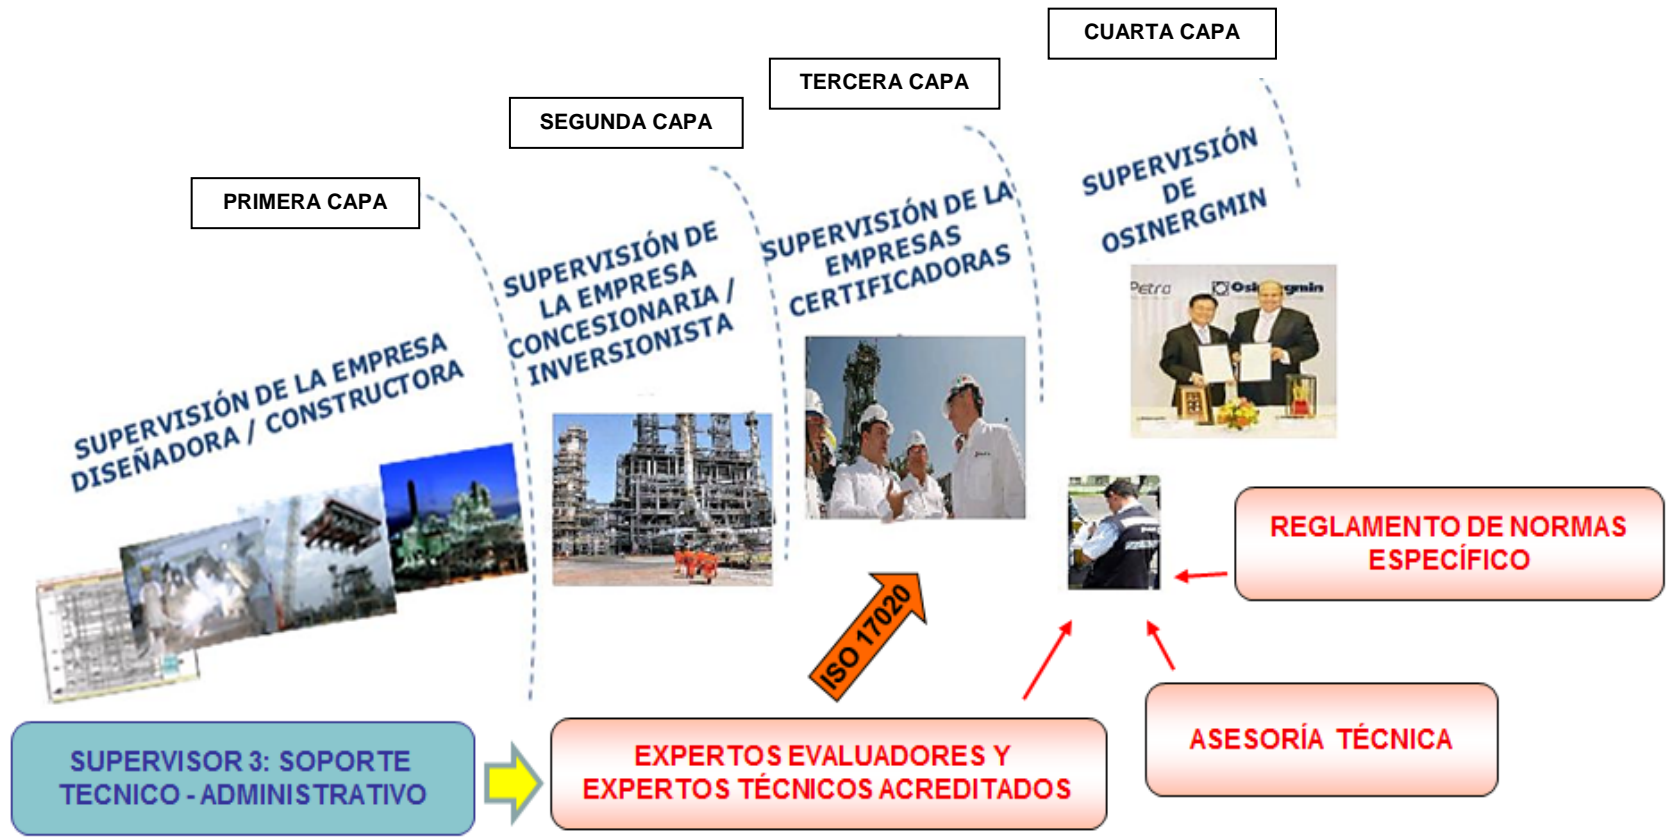 CUARTA CAPA
TERCERA CAPA
SEGUNDA CAPA
PRIMERA CAPA
SUPERVISIÓN DE LA EMPRESA
DISEÑADORA / CONSTRUCTORA
SUPERVISIÓN DE
LA EMPRESA
CONCESIONARIA /
INVERSIONISTA
SUPERVISIÓN DE LA
EMPRESAS
CERTIFICADORAS
SUPERVISIÓN
DE
OSINERGMIN
Petro
REGLAMENTO DE NORMAS
ESPECÍFICO
ISO 17020
SUPERVISOR 3: SOPORTE
TECNICO - ADMINISTRATIVO
EXPERTOS EVALUADORES Y
EXPERTOS TÉCNICOS ACREDITADOS
ASESORÍA TÉCNICA